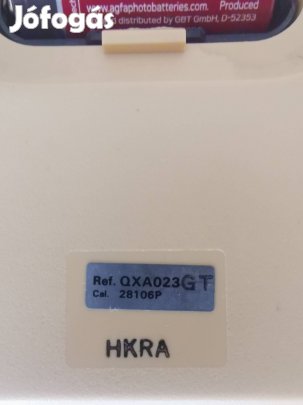 Jófogás
www.agfaphotobatteries.com. Produced
distributed by GBT GmbH, D-52353
Ref. QXA023GT
Cal. 28106P
HKRA